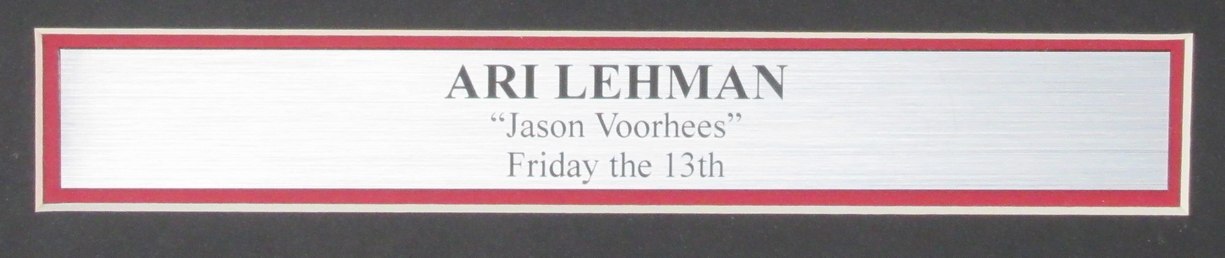 ARI LEHMAN
“Jason Voorhees”
Friday the 13th